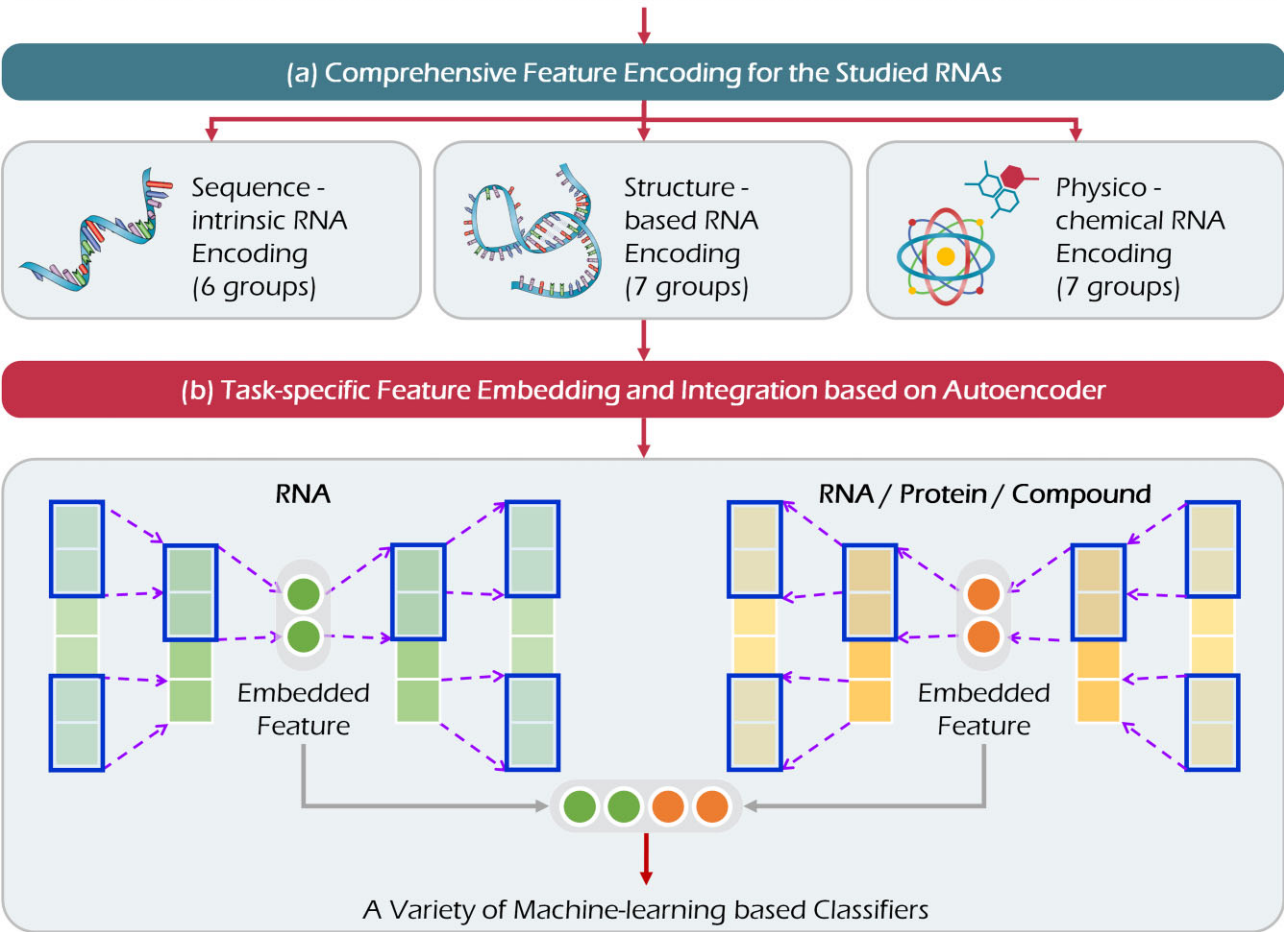 (a) Comprehensive Feature Encoding for the Studied RNAs
Sequence -
intrinsic RNA
Encoding
(6 groups)
Structure -
based RNA
Encoding
(7 groups)
Physico -
chemical RNA
Encoding
(7 groups)
(b) Task-specific Feature Embedding and Integration based on Autoencoder
RNA
RNA / Protein / Compound
Embedded
Feature
Embedded
Feature
A Variety of Machine-learning based Classifiers